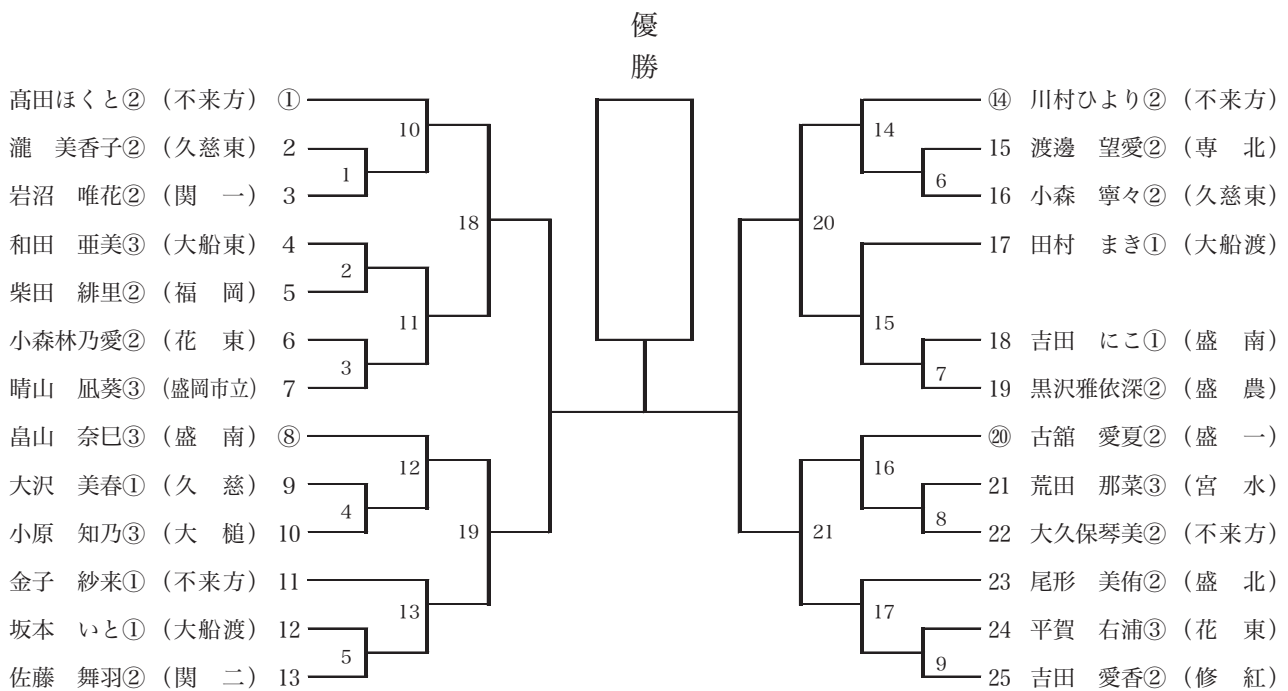 優
勝
髙田ほくと② （不来方） ①
瀧　美香子② （久慈東） 2
岩沼　唯花② （関　一） 3
和田　亜美③ （大船東） 4
柴田　緋里② （福　岡） 5
小森林乃愛② （花　東） 6
晴山　凪葵③ （盛岡市立） 7
畠山　奈巳③ （盛　南） ⑧
大沢　美春① （久　慈） 9
小原　知乃③ （大　槌） 10
金子　紗来① （不来方） 11
坂本　いと① （大船渡） 12
佐藤　舞羽② （関　二） 13
1
2
3
4
5
10
11
12
13
18
19
⑭ 川村ひより② （不来方）
15 渡邊　望愛② （専　北）
16 小森　寧々② （久慈東）
17 田村　まき① （大船渡）
18 吉田　にこ① （盛　南）
19 黒沢雅依深② （盛　農）
⑳ 古舘　愛夏② （盛　一）
21 荒田　那菜③ （宮　水）
22 大久保琴美② （不来方）
23 尾形　美侑② （盛　北）
24 平賀　右浦③ （花　東）
25 吉田　愛香② （修　紅）
14
6
20
15
7
16
8
21
17
9